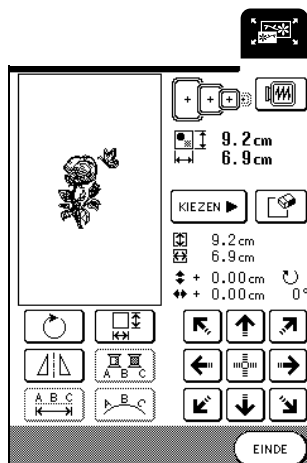 9.2cm
6.9cm
KIEZEN
9.2cm
6.9cm
+ 0.00cm
+ 0.00cm 0°
A B C
A B C
A B C
EINDE